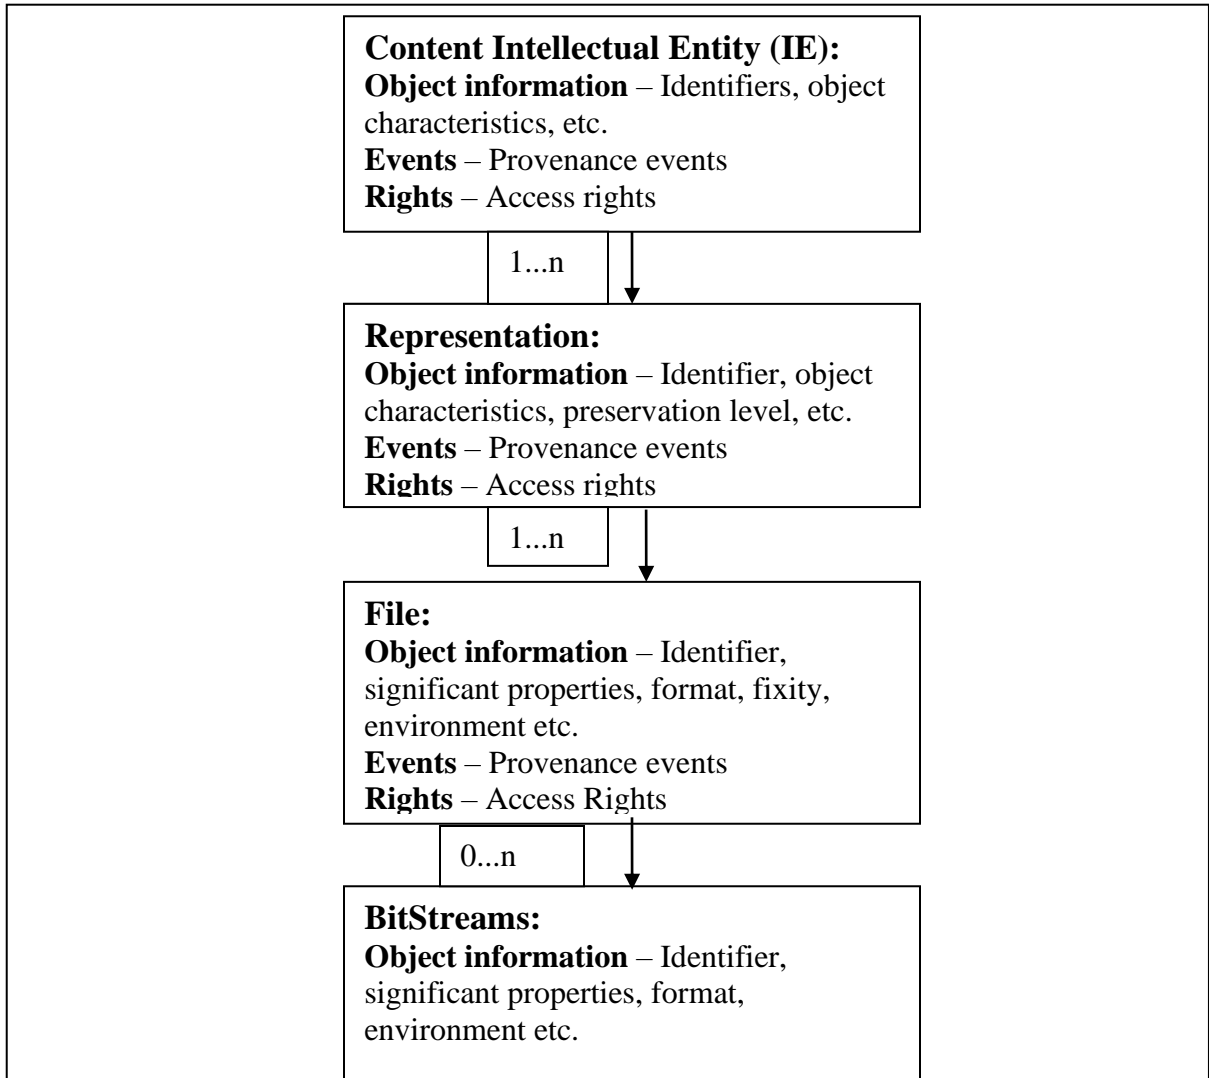 Content Intellectual Entity (IE):
Object information – Identifiers, object
characteristics, etc.
Events – Provenance events
Rights – Access rights
1...n
Representation:
Object information – Identifier, object
characteristics, preservation level, etc.
Events – Provenance events
Rights – Access rights
1...n
File:
Object information – Identifier,
significant properties, format, fixity,
environment etc.
Events – Provenance events
Rights – Access Rights
0...n
BitStreams:
Object information – Identifier,
significant properties, format,
environment etc.